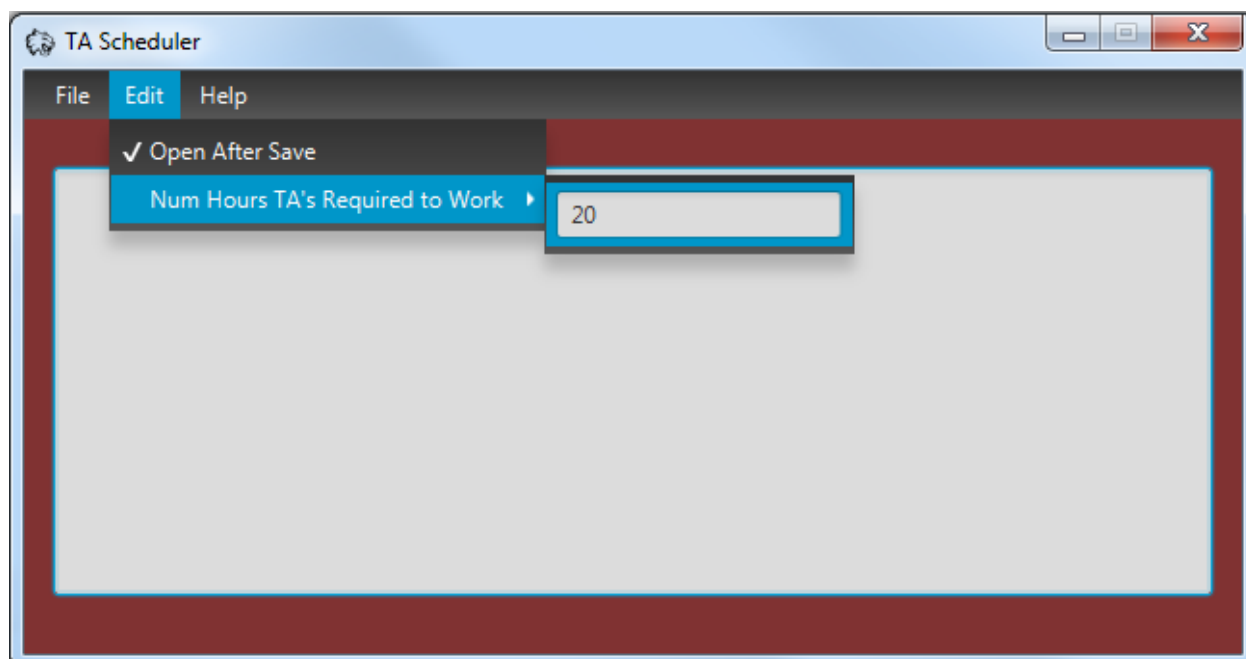 TA Scheduler
File Edit Help
Open After Save
Num Hours TA's Required to Work
20